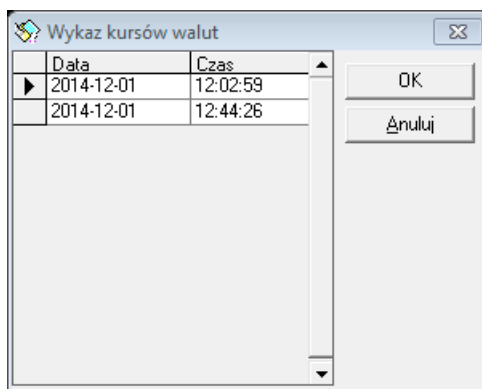 Wykaz kursów walut
Data Czas
2014-12-01 12:02:59
2014-12-01 12:44:26
OK
Anuluj